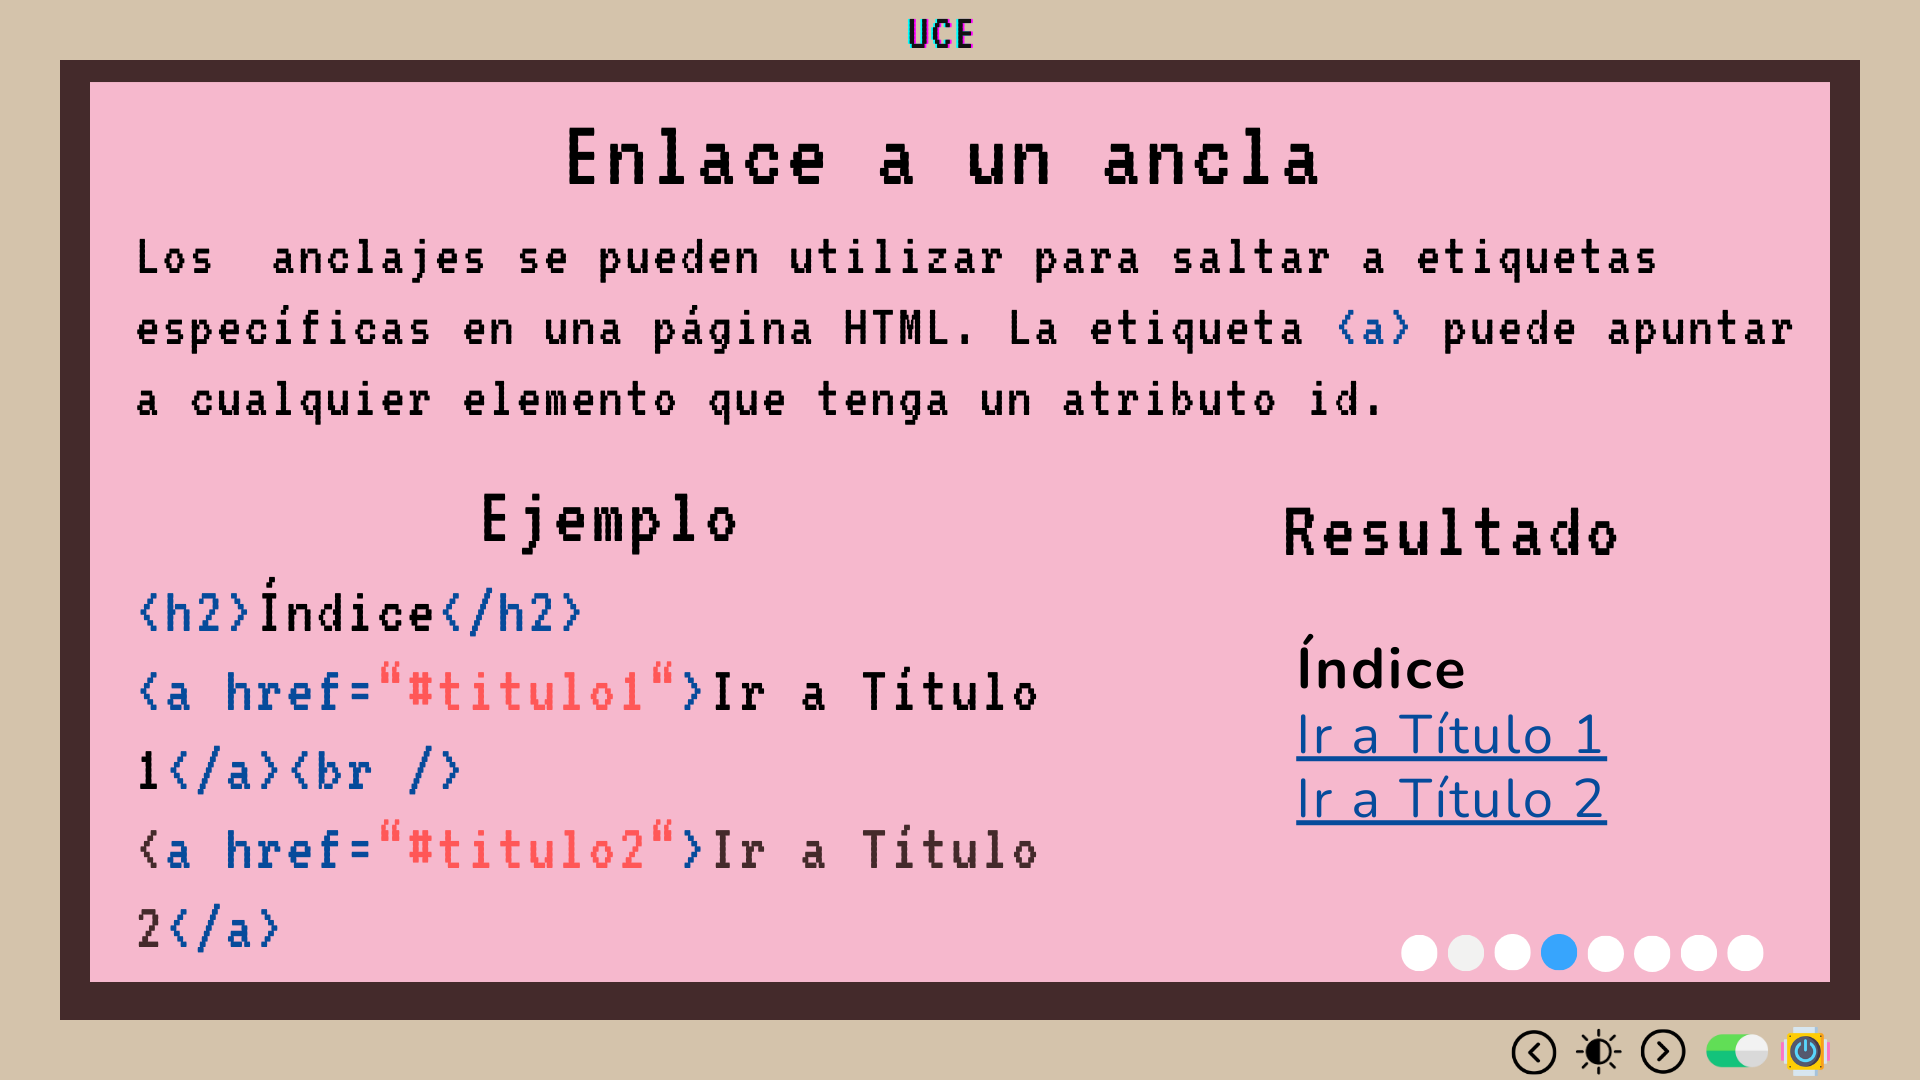 UCE
Enlace a un ancla
Los anclajes se pueden utilizar para saltar a etiquetas
específicas en una página HTML. La etiqueta <a> puede apuntar
a cualquier elemento que tenga un atributo id.
Ejemplo
<h2>Índice</h2>
<a href=“#titulo1“>Ir a Título
1</a><br />
<a href=“#titulo2“>Ir a Título
2</a>
Resultado
Índice
Ir a Título 1
Ir a Título 2